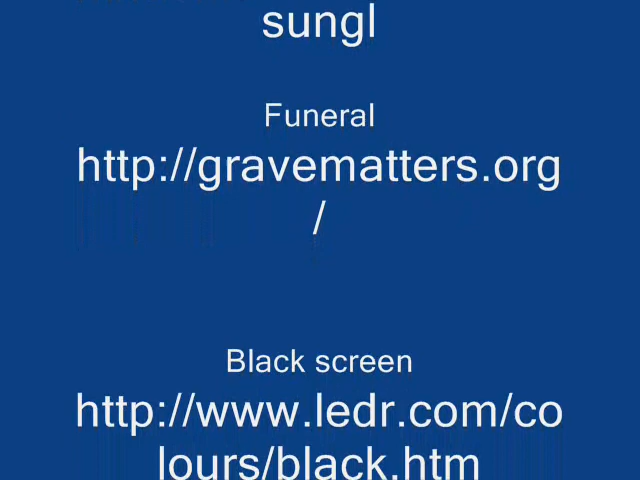 sungl
Funeral
http://gravematters.org
/
Black screen
http://www.ledr.com/co
lours/black.htm